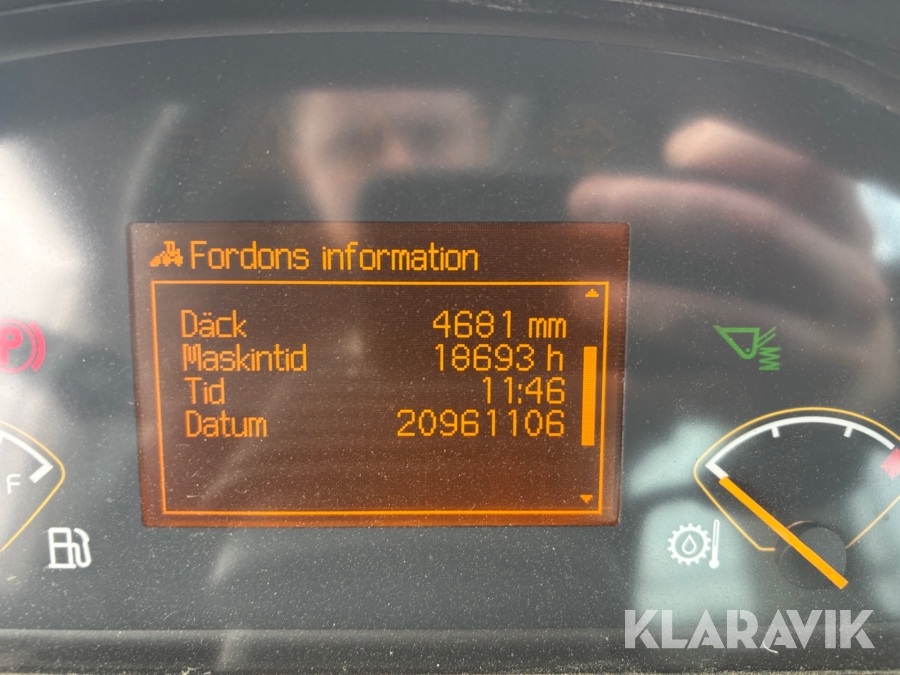 Fordons information
Däck 4681 mm
Maskintid 18693 h
Tid 11:46
Datum 20961106
P
F
KLARAVIK